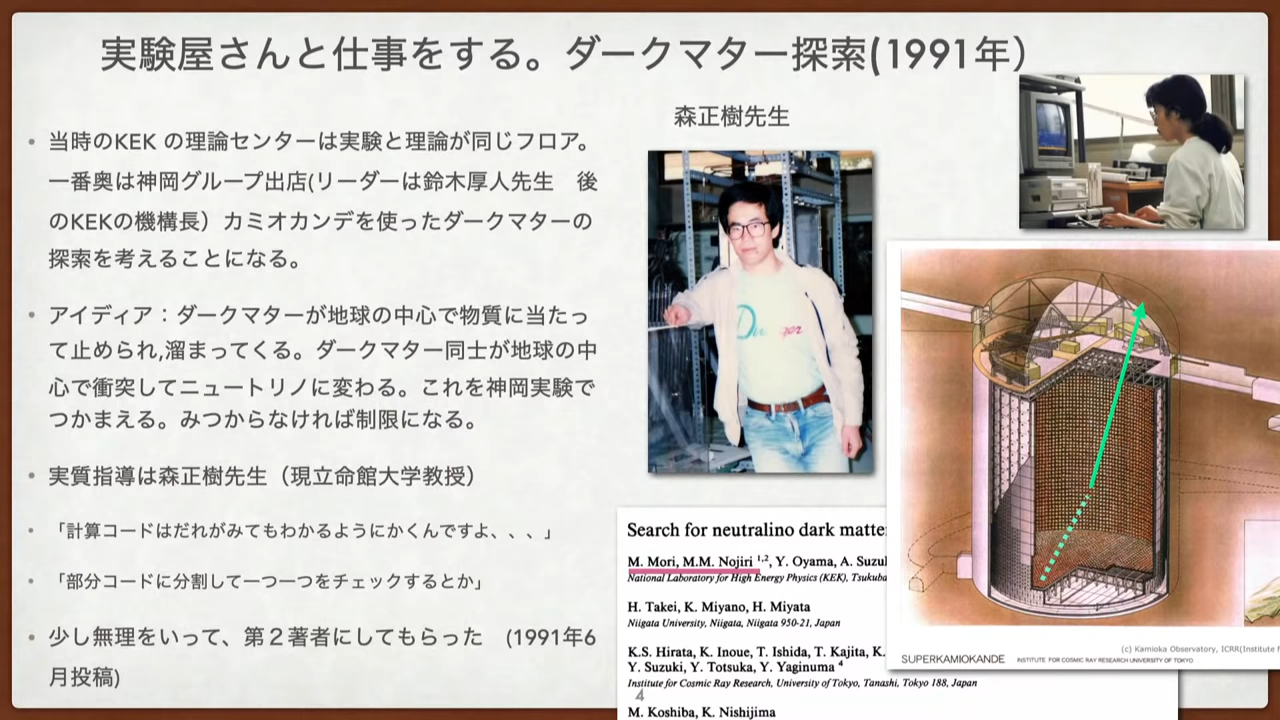 実験屋さんと仕事をする。ダークマター探索(1991年）
• 当時のKEK の理論センターは実験と理論が同じフロア。
一番奥は神岡グループ出店(リーダーは鈴木厚人先生　後
のKEKの機構長）カミオカンデを使ったダークマターの
探索を考えることになる。
• アイディア：ダークマターが地球の中心で物質に当たっ
て止められ,溜まってくる。ダークマター同士が地球の中
心で衝突してニュートリノに変わる。これを神岡実験で
つかまえる。みつからなければ制限になる。
• 実質指導は森正樹先生（現立命館大学教授）
• 「計算コードはだれがみてもわかるようにかくんですよ、、、」
• 「部分コードに分割して一つ一つをチェックするとか」
• 少し無理をいって、第２著者にしてもらった　(1991年6
月投稿)
森正樹先生
Search for neutralino dark matte
M. Mori, M.M. Nojiri 1,2, Y. Oyama, A. Suzu
National Laboratory for High Energy Physics (KEK), Tsukuba
H. Takei, K. Miyano, H. Miyata
Niigata University, Niigata, Niigata 950-21, Japan
K.S. Hirata, K. Inoue, T. Ishida, T. Kajita, K.
Y. Suzuki, Y. Totsuka, Y. Yaginuma 4
Institute for Cosmic Ray Research, University of Tokyo, Tanashi, Tokyo 188, Japan
4
M. Koshiba, K. Nishijima
(c) Kamioka Observatory, ICRR(Institute f
SUPERKAMIOKANDE INSTITUTE FOR COSMIC RAY RESEARCH UNIVERSITY OF TOKYO